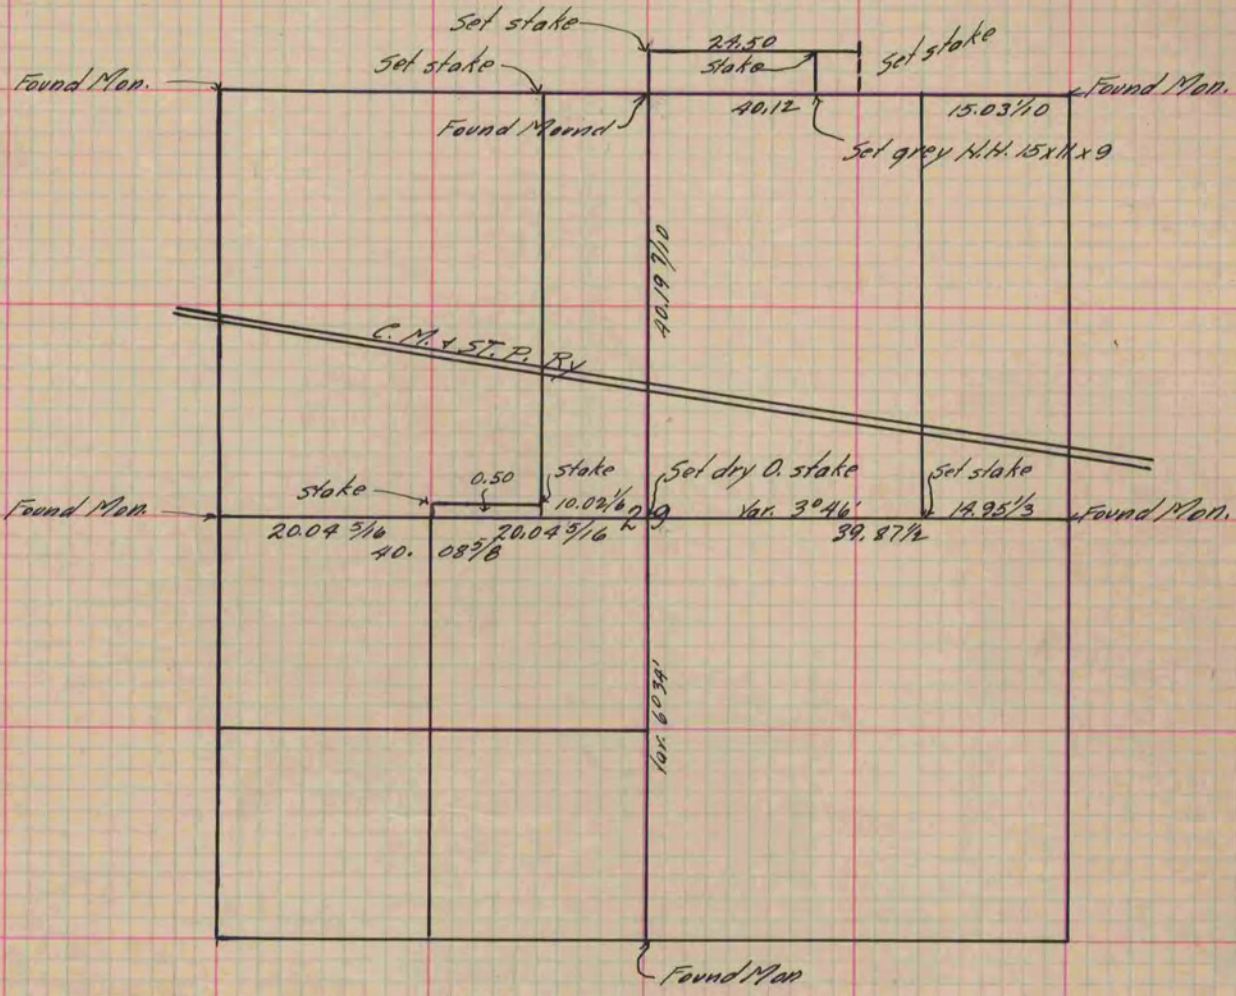 Set stake
24.50
Set stake
Set stake
Stake
Found Mon.
Found Mon.
40.12
15.03 1/10
Found Mound
Set grey H.H. 15x11x9
40.19 7/10
C. M. & ST. P. Ry
0.50
stake
Set dry O. stake
Set stake
stake
10.02 1/6
Found Mon.
29
Var. 3°46'
14.95 1/3
Found Mon.
20.04 5/16
20.04 5/16
39.87 1/2
40. 08 5/8
Var. 6°34'
Found Mon